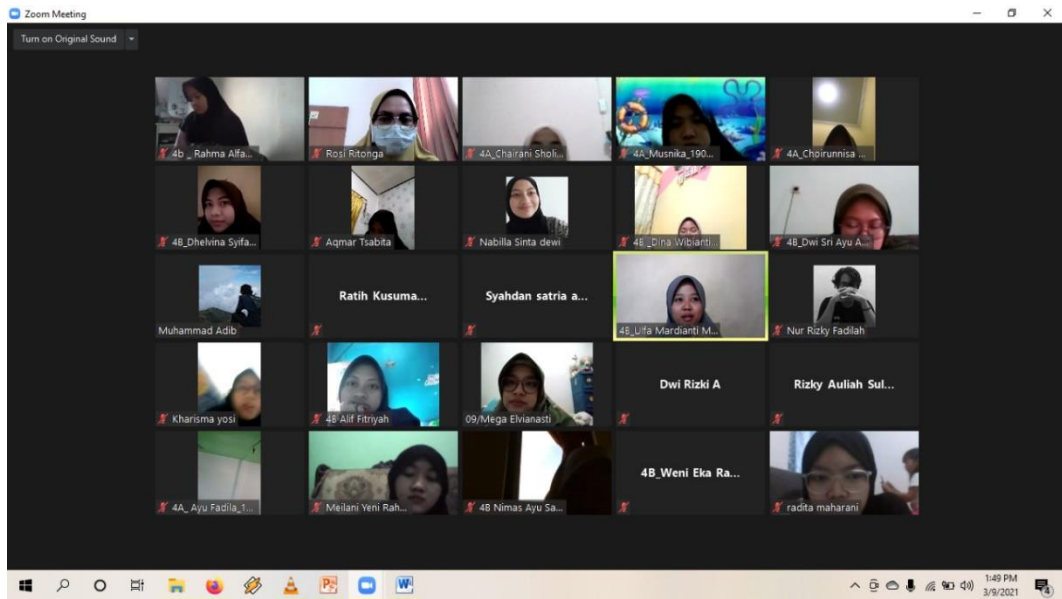 Zoom Meeting
Turn on Original Sound
4b _ Rahma Alfa...
Rosi Ritonga
4A_Chairani Sholi...
4A_Musnika_190...
4A_Choirunnisa ...
4B_Dhelvina Syifa...
Aqmar Tsabita
Nabilla Sinta dewi
4B _Dina Wibianti...
4B_Dwi Sri Ayu A...
Muhammad Adib
Ratih Kusuma...
Syahdan satria a...
4B_Ulfa Mardianti M...
Nur Rizky Fadilah
Kharisma yosi
4B Alif Fitriyah
09/Mega Elvianasti
Dwi Rizki A
Rizky Auliah Sul...
4A_ Ayu Fadila_1...
Meilani Yeni Rah...
4B Nimas Ayu Sa...
4B_Weni Eka Ra...
radita maharani
1:49 PM
3/9/2021